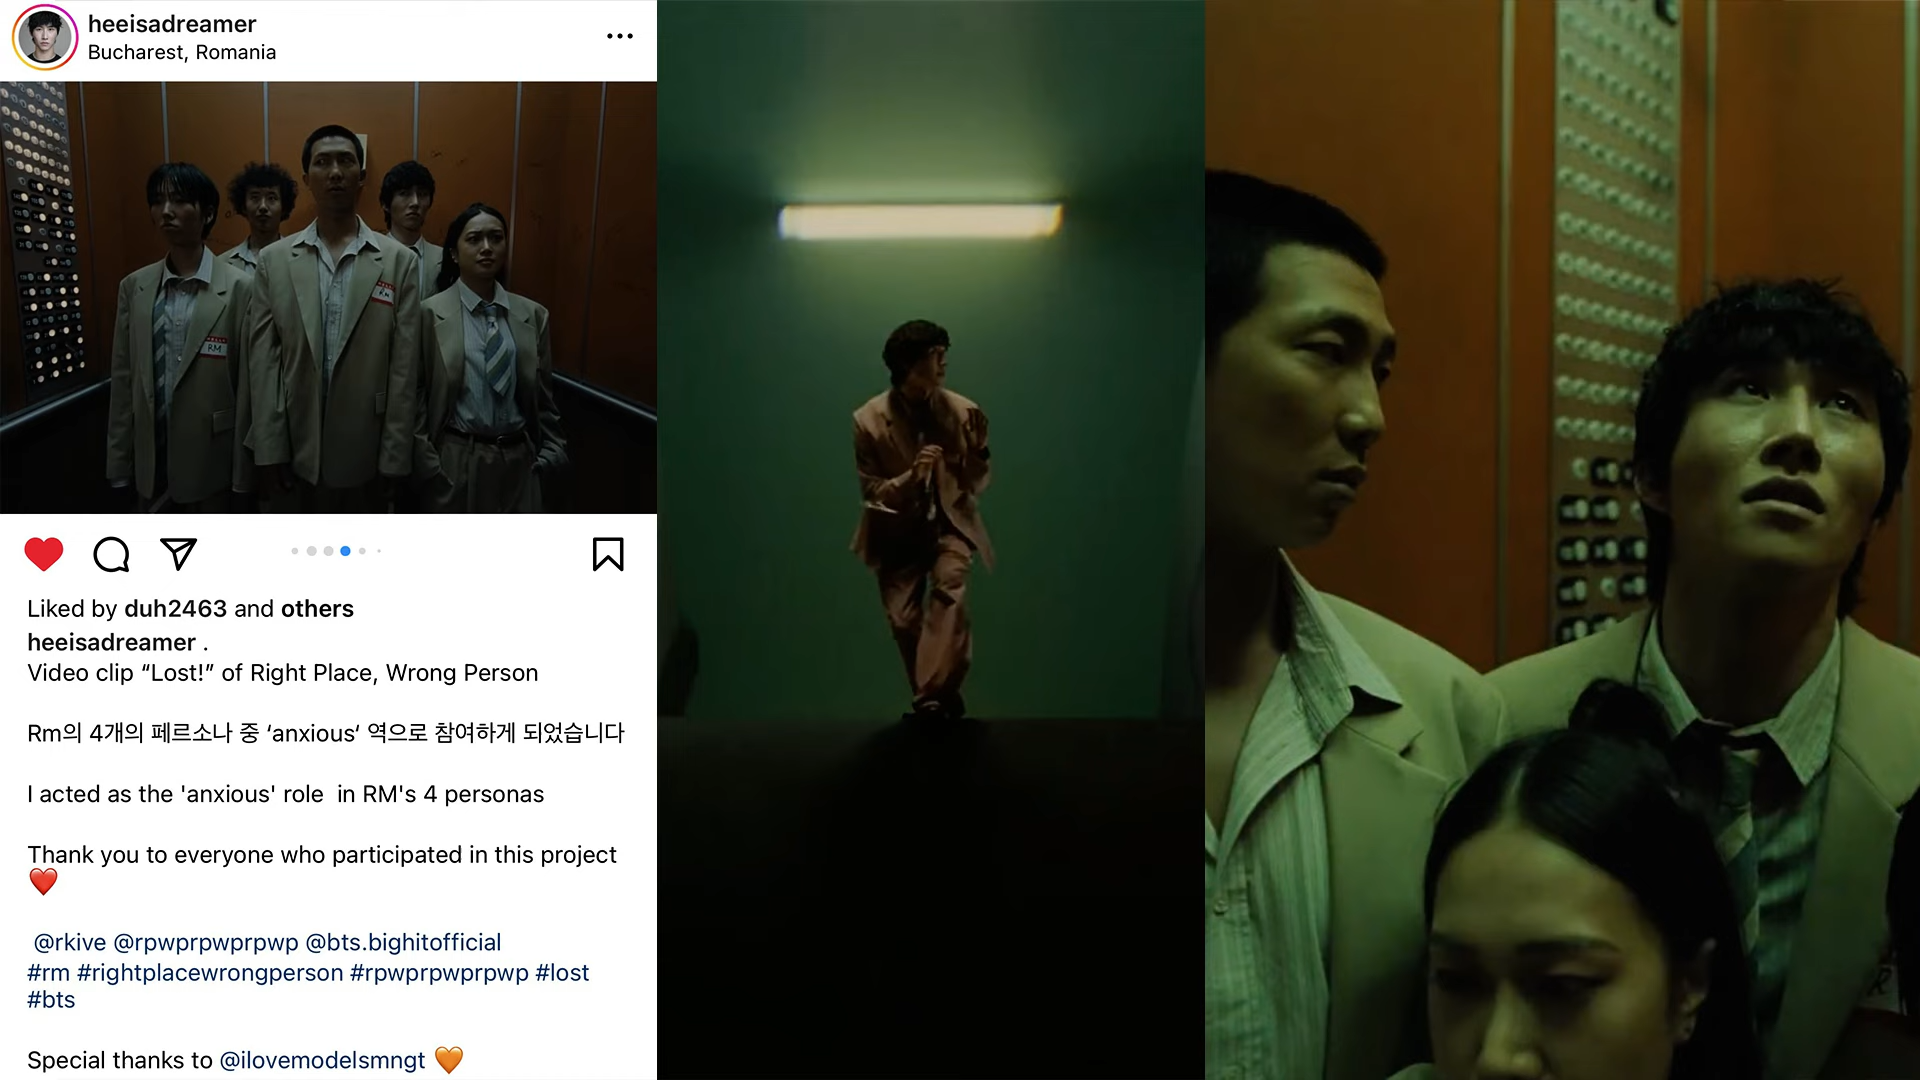 heeisadreamer
Bucharest, Romania
RM
RM
Liked by duh2463 and others
heeisadreamer .
Video clip “Lost!” of Right Place, Wrong Person
Rm의 4개의 페르소나 중 ‘anxious‘ 역으로 참여하게 되었습니다
I acted as the 'anxious' role  in RM's 4 personas
Thank you to everyone who participated in this project
❤️
@rkive @rpwprpwprpwp @bts.bighitofficial
#rm #rightplacewrongperson #rpwprpwprpwp #lost
#bts
Special thanks to @ilovemodelsmngt 🧡